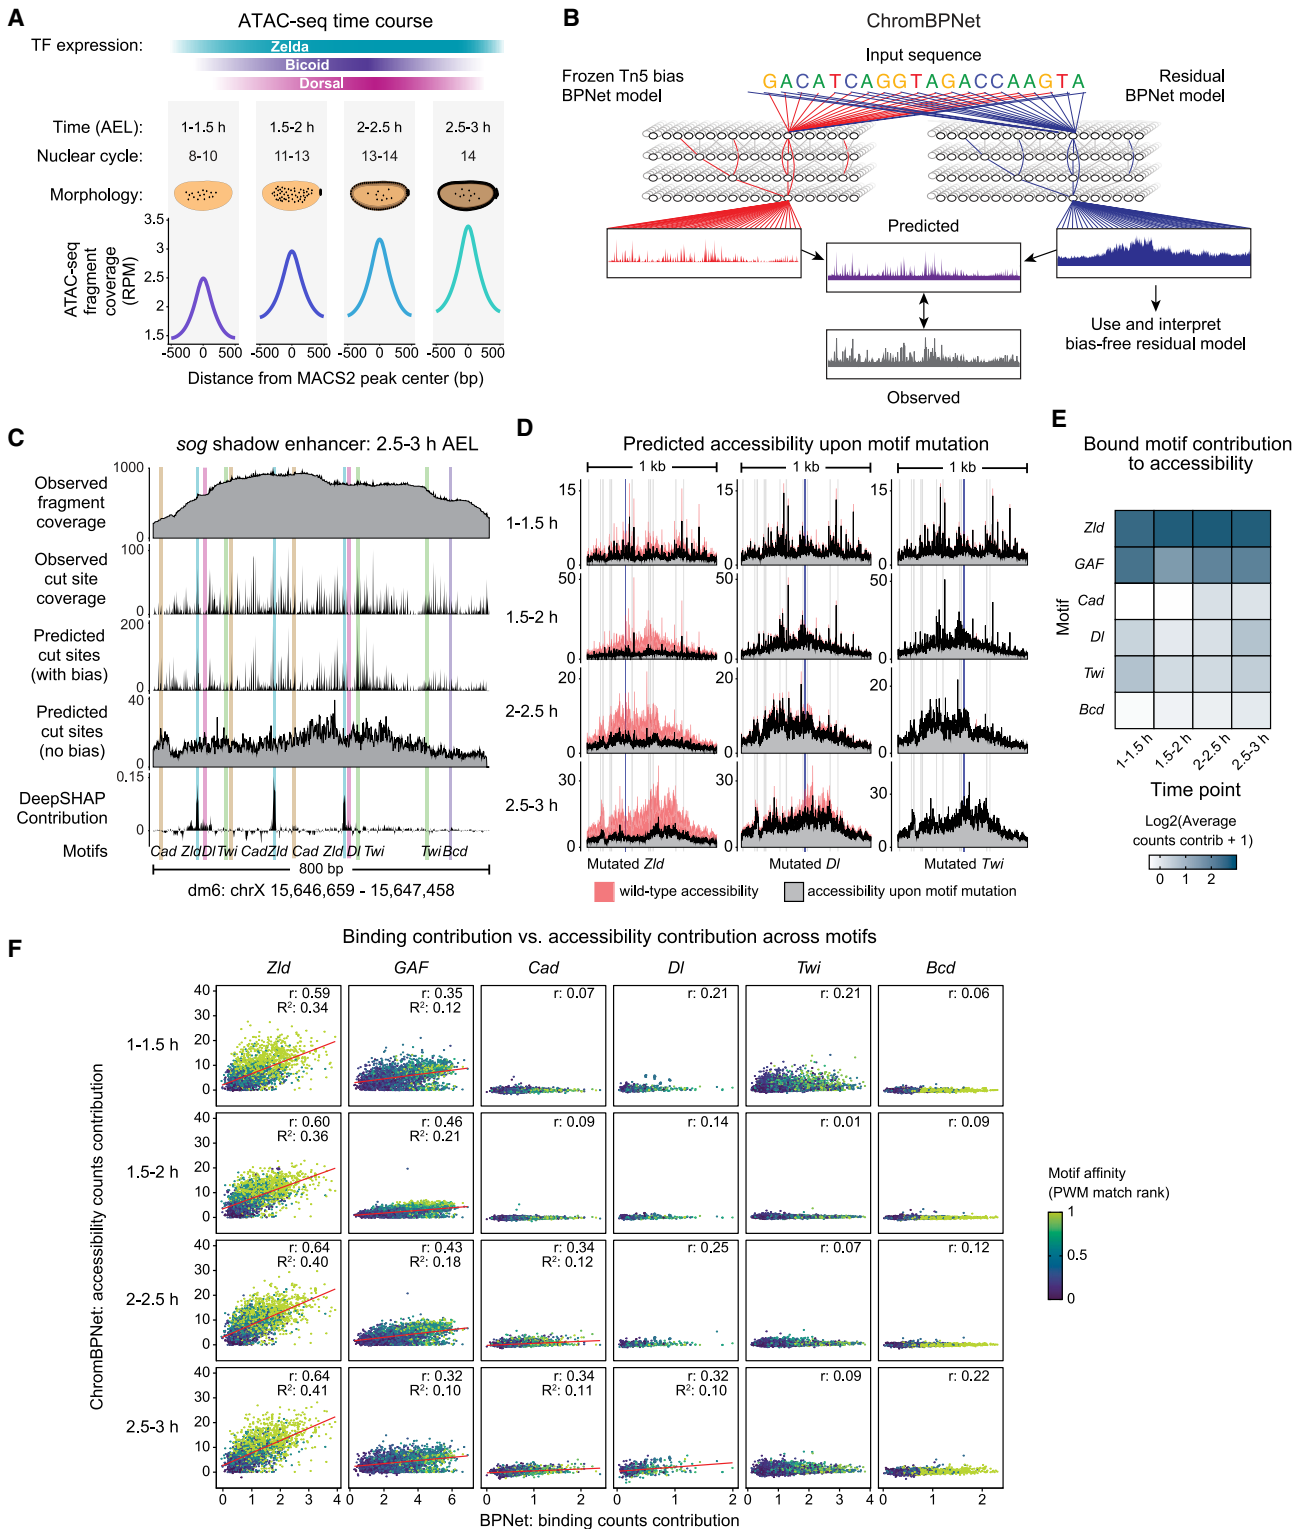 A
ATAC-seq time course
TF expression:
Zelda
Bicoid
Dorsal
Time (AEL):
1-1.5 h
1.5-2 h
2-2.5 h
2.5-3 h
Nuclear cycle:
8-10
11-13
13-14
14
Morphology:
ATAC-seq
fragment
coverage
(RPM)
3.5
3
2.5
2
1.5
-500 0 500
-500 0 500
-500 0 500
-500 0 500
Distance from MACS2 peak center (bp)
B
ChromBPNet
Input sequence
Frozen Tn5 bias
BPNet model
GACATCAGGTAGACCAAGTA
Residual
BPNet model
Predicted
Observed
Use and interpret
bias-free residual model
C
sog shadow enhancer: 2.5-3 h AEL
Observed
fragment
coverage
1000
0
Observed
cut site
coverage
100
0
Predicted
cut sites
(with bias)
200
0
Predicted
cut sites
(no bias)
40
0
DeepSHAP
Contribution
0.15
0
Motifs
Cad Zld Dl Twi Cad Zld Cad Zld Dl Twi Twi Bcd
800 bp
dm6: chrX 15,646,659 - 15,647,458
D
Predicted accessibility upon motif mutation
1 kb
1 kb
1 kb
1-1.5 h
15
0
15
0
15
0
1.5-2 h
50
0
50
0
50
0
2-2.5 h
20
0
20
0
20
0
2.5-3 h
30
0
30
0
30
0
Mutated Zld
Mutated Dl
Mutated Twi
wild-type accessibility
accessibility upon motif mutation
E
Bound motif contribution
to accessibility
Motif
Zld
GAF
Cad
Dl
Twi
Bcd
1-1.5 h
1.5-2 h
2-2.5 h
2.5-3 h
Time point
Log2(Average
counts contrib + 1)
0 1 2
F
Binding contribution vs. accessibility contribution across motifs
Zld
GAF
Cad
Dl
Twi
Bcd
ChromBPNet: accessibility counts contribution
1-1.5 h
40
30
20
10
0
r: 0.59
R²: 0.34
r: 0.35
R²: 0.12
r: 0.07
r: 0.21
r: 0.21
r: 0.06
1.5-2 h
40
30
20
10
0
r: 0.60
R²: 0.36
r: 0.46
R²: 0.21
r: 0.09
r: 0.14
r: 0.01
r: 0.09
2-2.5 h
40
30
20
10
0
r: 0.64
R²: 0.40
r: 0.43
R²: 0.18
r: 0.34
R²: 0.12
r: 0.25
r: 0.07
r: 0.12
2.5-3 h
40
30
20
10
0
r: 0.64
R²: 0.41
r: 0.32
R²: 0.10
r: 0.34
R²: 0.11
r: 0.32
R²: 0.10
r: 0.09
r: 0.22
0 1 2 3 4
0 2 4 6
0 1 2
0 1 2
0 1 2 3 4
0 1 2
BPNet: binding counts contribution
Motif affinity
(PWM match rank)
1
0.5
0